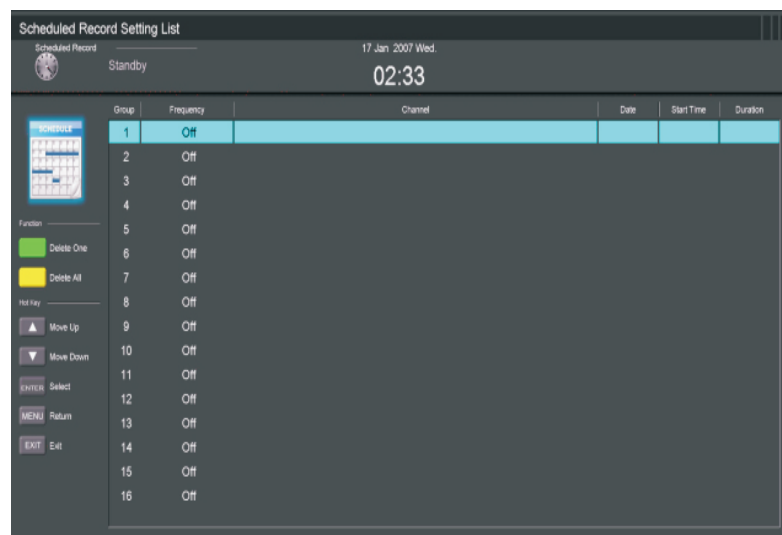 Scheduled Record Setting List
Scheduled Record
Standby
17 Jan 2007 Wed.
02:33
Group Frequency Channel Date Start Time Duration
SCHEDULE
1 Off
2 Off
3 Off
4 Off
5 Off
6 Off
7 Off
8 Off
9 Off
10 Off
11 Off
12 Off
13 Off
14 Off
15 Off
16 Off
Function
Delete One
Delete All
Hot Key
Move Up
Move Down
ENTER Select
MENU Return
EXIT Exit